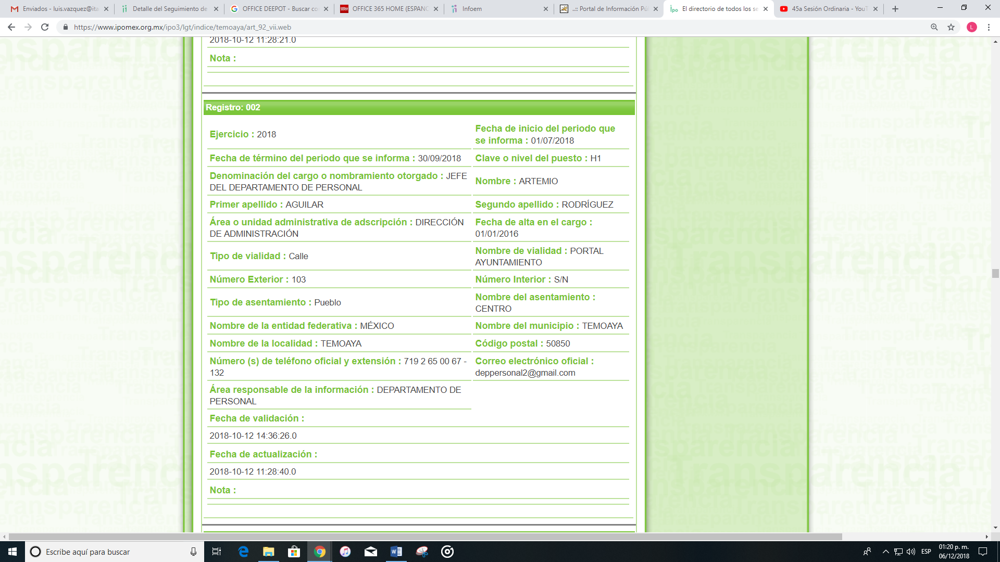 Enviados - luis.vazquez@ita
Detalle del Seguimiento de
OFFICE DEEPOT - Buscar co
OFFICE 365 HOME (ESPANO
Infoem
..:: Portal de Información Púb
El directorio de todos los se
45a Sesión Ordinaria - YouT
https://www.ipomex.org.mx/ipo3/lgt/indice/temoaya/art_92_vii.web
L
2018-10-12 11:28:21.0
Nota :
Registro: 002
Ejercicio : 2018
Fecha de inicio del periodo que
se informa : 01/07/2018
Fecha de término del periodo que se informa : 30/09/2018
Clave o nivel del puesto : H1
Denominación del cargo o nombramiento otorgado : JEFE
DEL DEPARTAMENTO DE PERSONAL
Nombre : ARTEMIO
Primer apellido : AGUILAR
Segundo apellido : RODRÍGUEZ
Área o unidad administrativa de adscripción : DIRECCIÓN
DE ADMINISTRACIÓN
Fecha de alta en el cargo :
01/01/2016
Tipo de vialidad : Calle
Nombre de vialidad : PORTAL
AYUNTAMIENTO
Número Exterior : 103
Número Interior : S/N
Tipo de asentamiento : Pueblo
Nombre del asentamiento :
CENTRO
Nombre de la entidad federativa : MÉXICO
Nombre del municipio : TEMOAYA
Nombre de la localidad : TEMOAYA
Código postal : 50850
Número (s) de teléfono oficial y extensión : 719 2 65 00 67 -
132
Correo electrónico oficial :
deppersonal2@gmail.com
Área responsable de la información : DEPARTAMENTO DE
PERSONAL
Fecha de validación :
2018-10-12 14:36:26.0
Fecha de actualización :
2018-10-12 11:28:40.0
Nota :
Escribe aquí para buscar
ESP
01:20 p. m.
06/12/2018